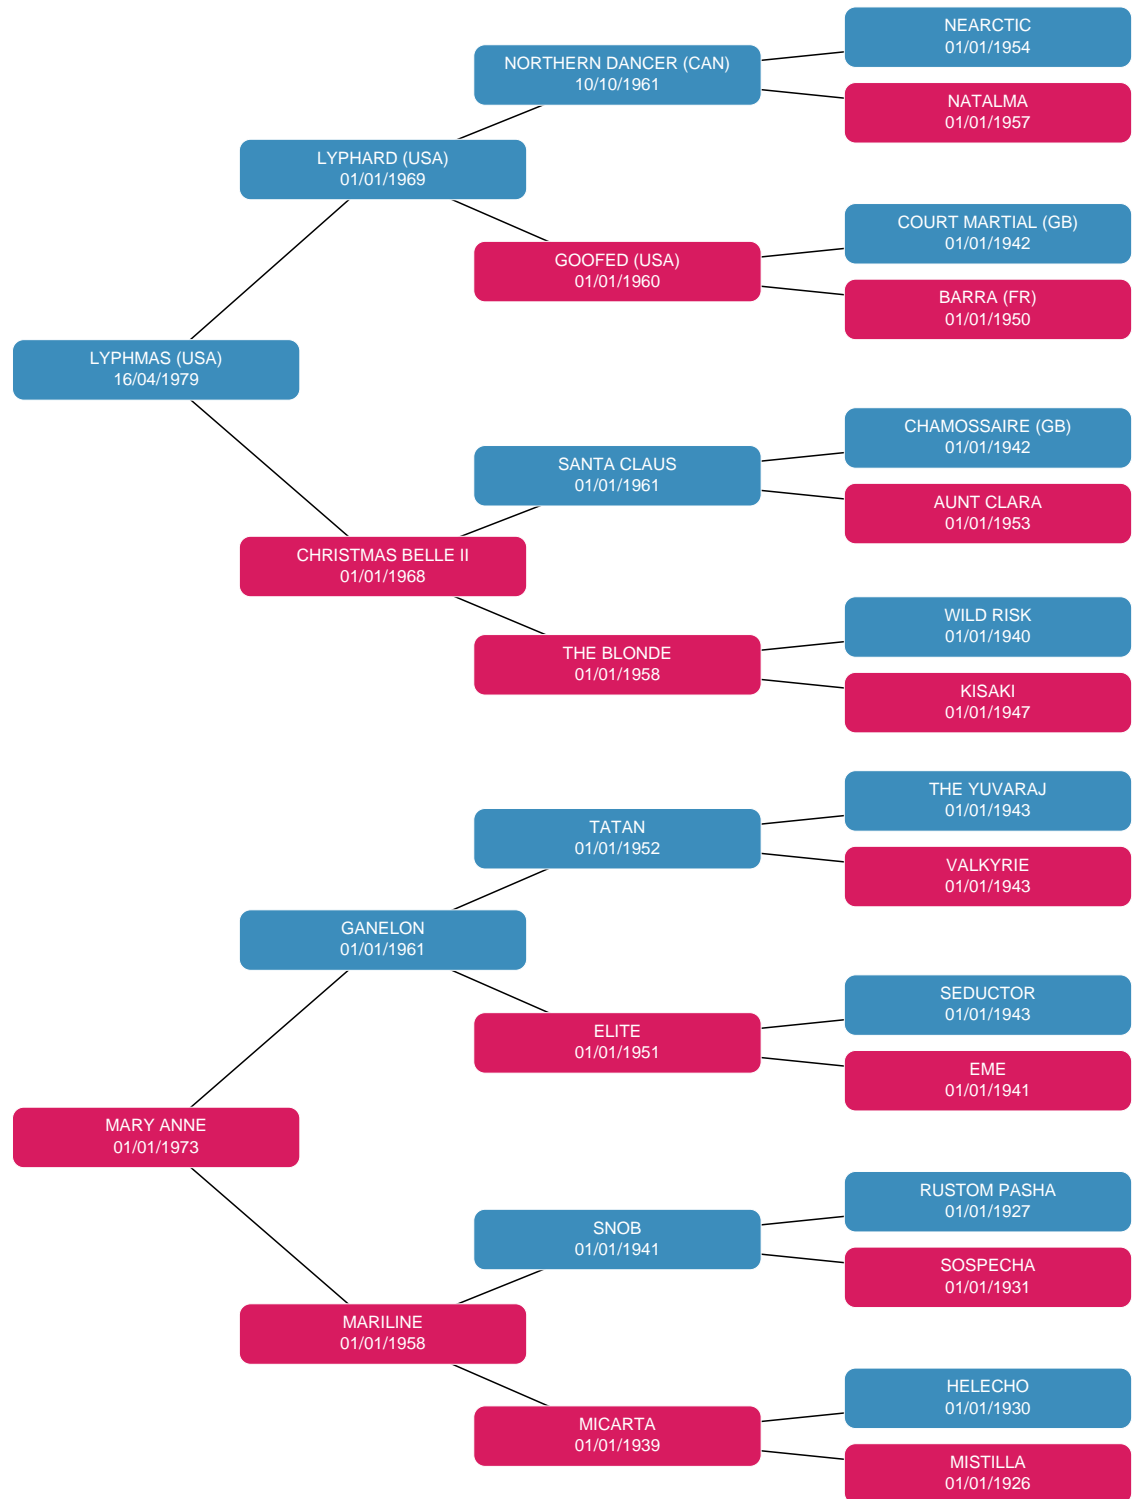 NEARCTIC
01/01/1954
NORTHERN DANCER (CAN)
10/10/1961
NATALMA
01/01/1957
LYPHARD (USA)
01/01/1969
COURT MARTIAL (GB)
01/01/1942
GOOFED (USA)
01/01/1960
BARRA (FR)
01/01/1950
LYPHMAS (USA)
16/04/1979
CHAMOSSAIRE (GB)
01/01/1942
SANTA CLAUS
01/01/1961
AUNT CLARA
01/01/1953
CHRISTMAS BELLE II
01/01/1968
WILD RISK
01/01/1940
THE BLONDE
01/01/1958
KISAKI
01/01/1947
THE YUVARAJ
01/01/1943
TATAN
01/01/1952
VALKYRIE
01/01/1943
GANELON
01/01/1961
SEDUCTOR
01/01/1943
ELITE
01/01/1951
EME
01/01/1941
MARY ANNE
01/01/1973
RUSTOM PASHA
01/01/1927
SNOB
01/01/1941
SOSPECHA
01/01/1931
MARILINE
01/01/1958
HELECHO
01/01/1930
MICARTA
01/01/1939
MISTILLA
01/01/1926